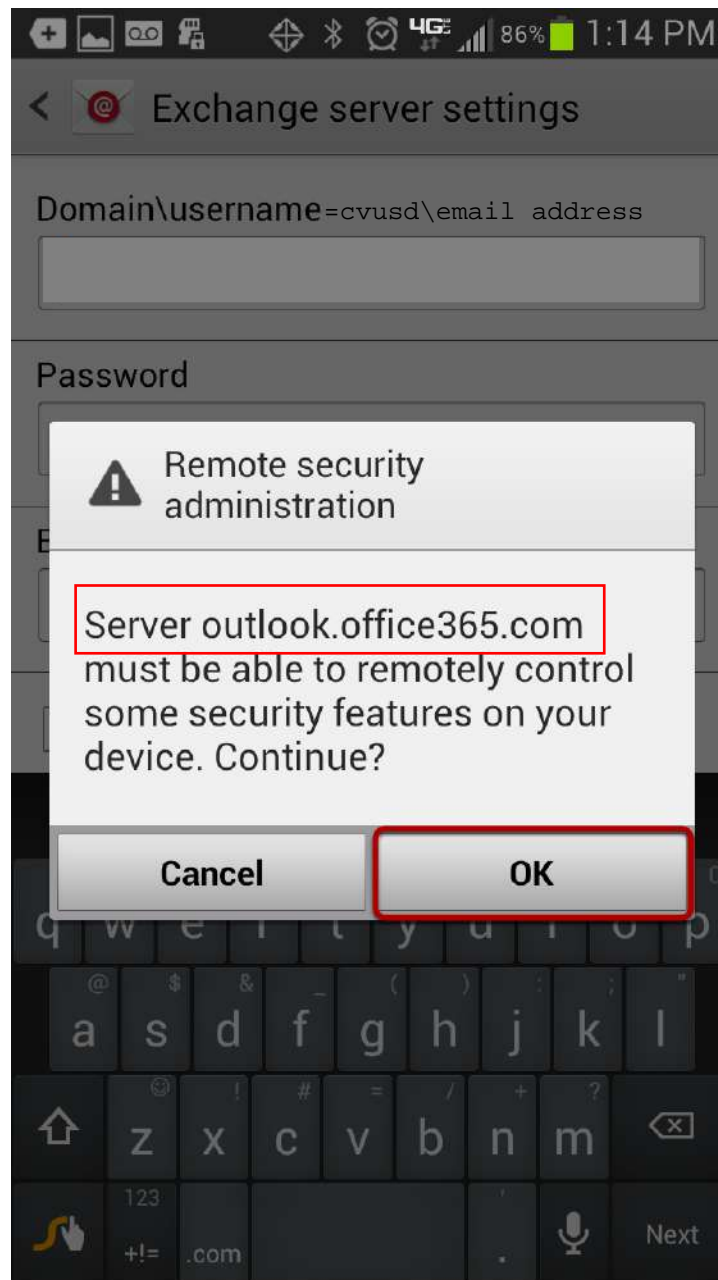 4G 86% 1:14 PM
< Exchange server settings
Domain\username=cvusd\email address
Password
E
Remote security
administration
Server outlook.office365.com
must be able to remotely control
some security features on your
device. Continue?
Cancel OK
q w e r t y u i o p
@ $ & _ ( ) : ; "
a s d f g h j k l
! # = / + ?
z x c v b n m
123
+!= .com ' . Next